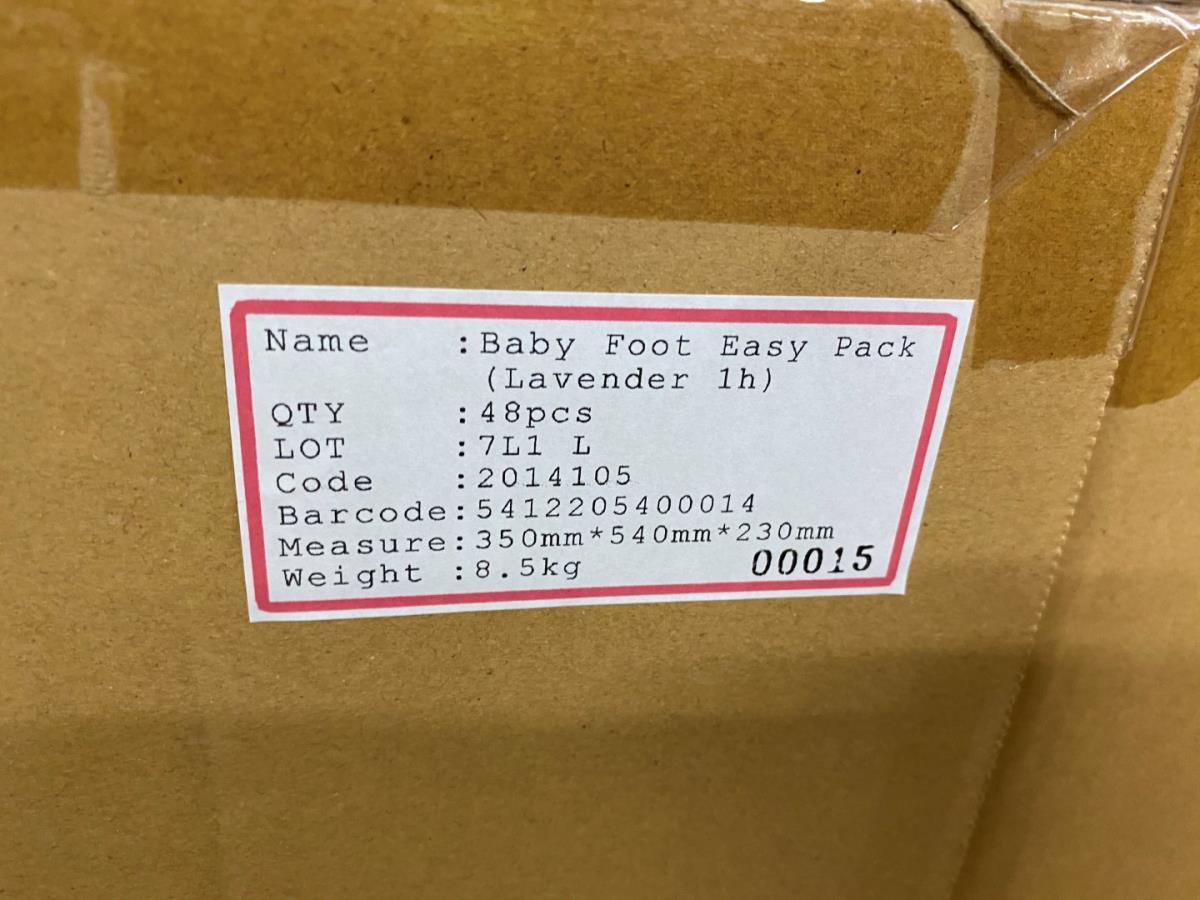 Name :Baby Foot Easy Pack
(Lavender 1h)
QTY :48pcs
LOT :7L1 L
Code :2014105
Barcode:5412205400014
Measure:350mm*540mm*230mm
Weight :8.5kg 00015